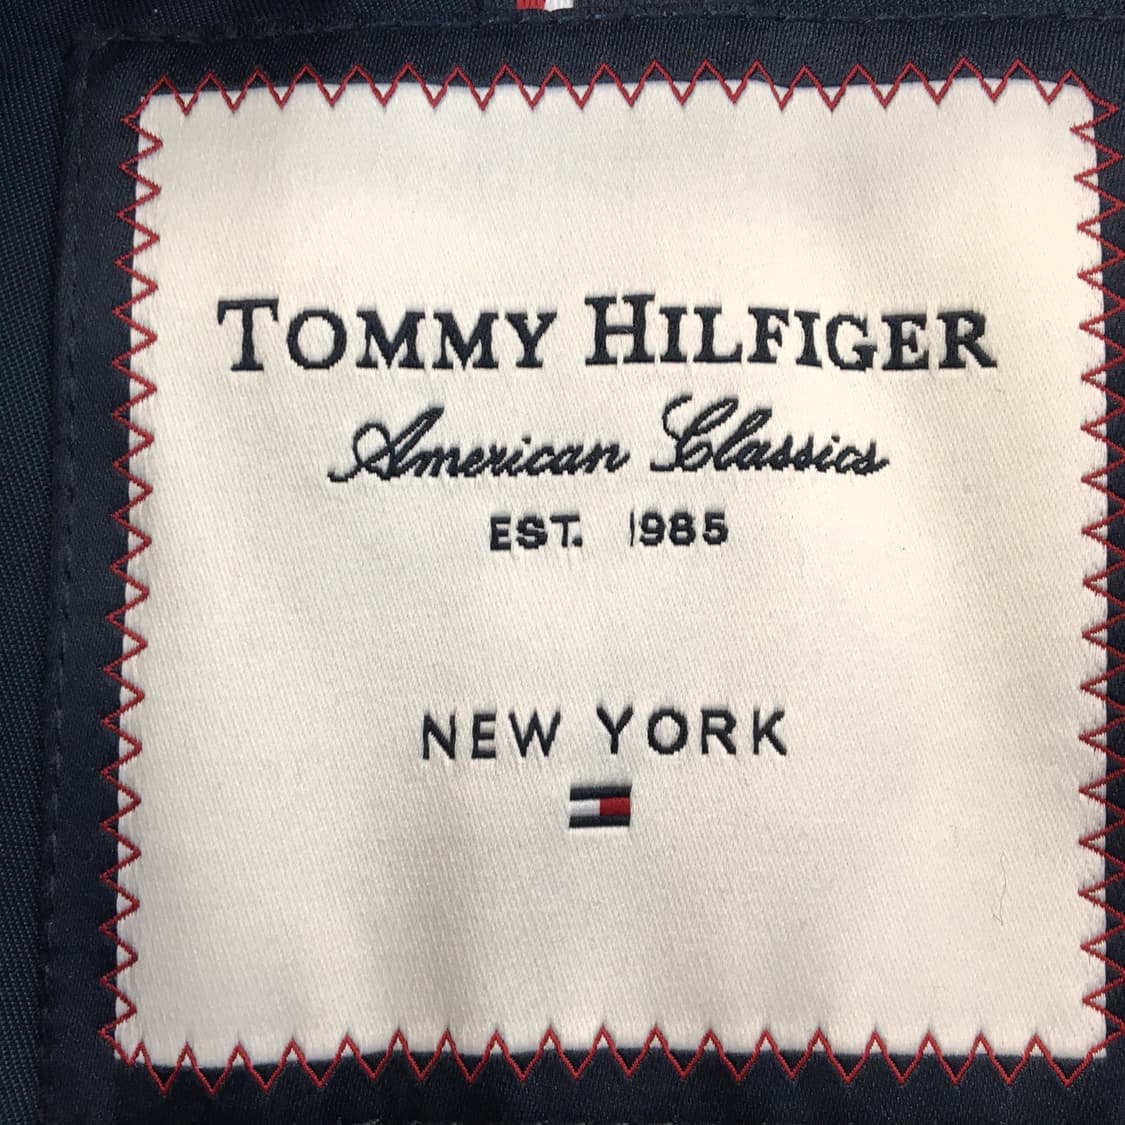 TOMMY HILFIGER
American Classics
EST. 1985
NEW YORK